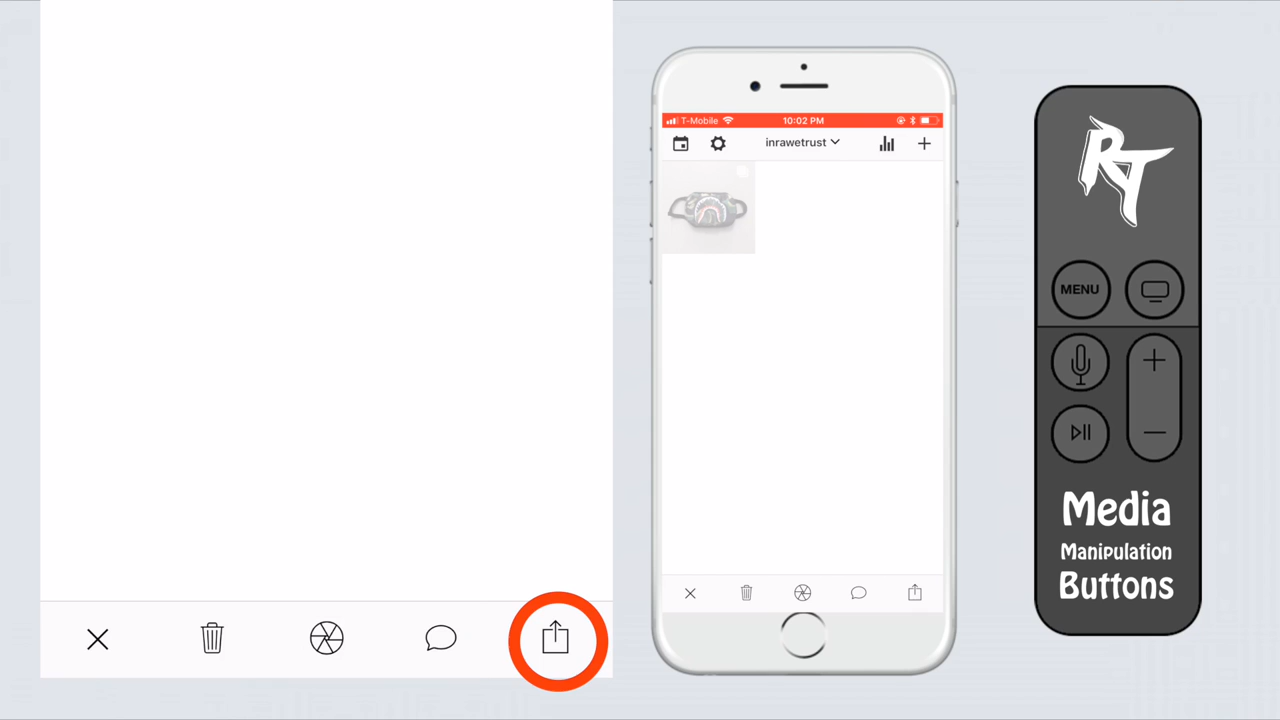 T-Mobile
10:02 PM
inrawetrust
RT
MENU
Media
Manipulation
Buttons